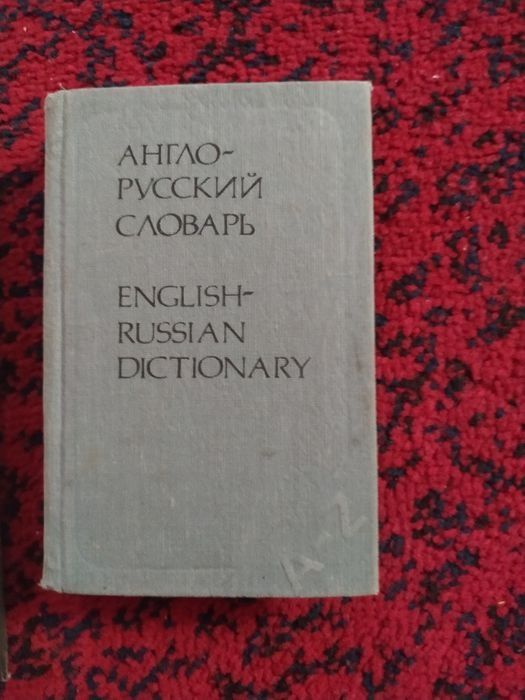 АНГЛО-
РУССКИЙ
СЛОВАРЬ
ENGLISH-
RUSSIAN
DICTIONARY
A-Z